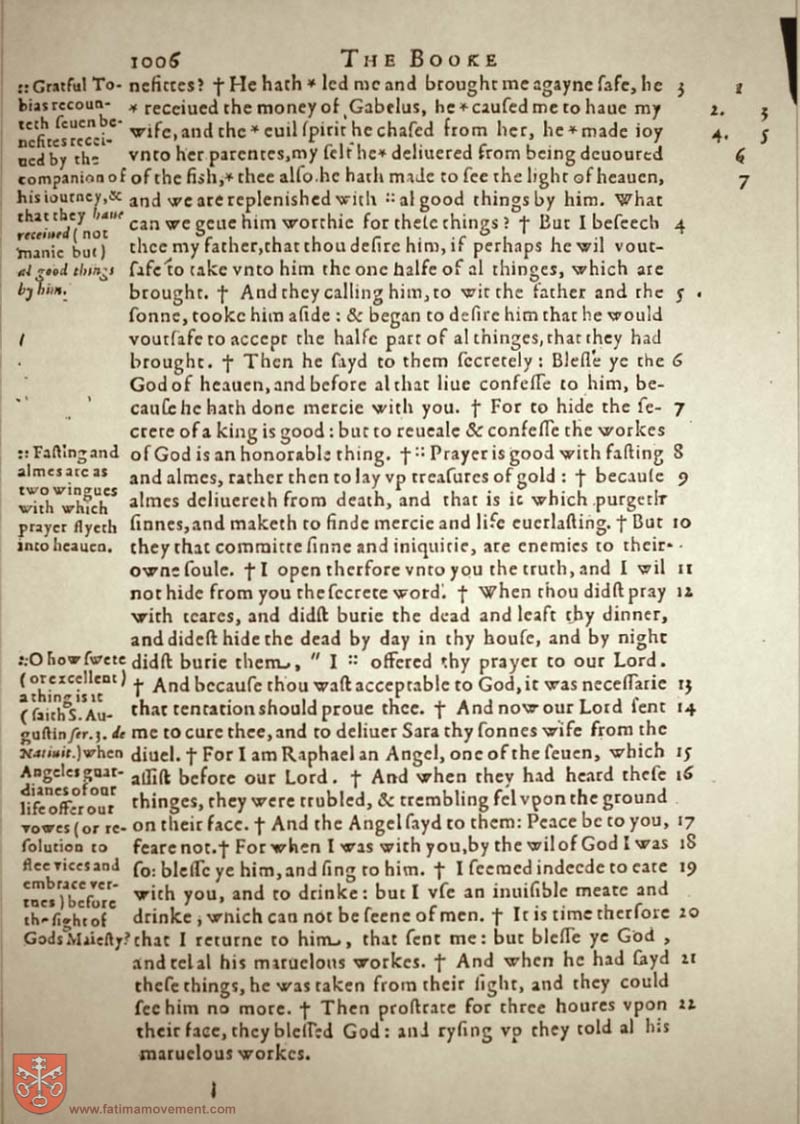 1006 THE BOOKE
nefittes? † He hath * led me and brought me agayne ſafe, he 3
* receiued the money of Gabelus, he * cauſed me to haue my
wife, and the * euil ſpirit he chaſed from her, he * made ioy
vnto her parentes, my ſelf he * deliuered from being deuoured
of the fish, * thee alſo he hath made to ſee the light of heauen,
and we are replenished with :: al good things by him. What
can we geue him worthie for theſe things? † But I beſeech 4
thee my father, that thou deſire him, if perhaps he wil vout-
ſafe to take vnto him the one halfe of al thinges, which are
brought. † And they calling him, to wit the father and the 5
ſonne, tooke him aſide : & began to deſire him that he would
voutſafe to accept the halfe part of al thinges, that they had
brought. † Then he ſayd to them ſecretely : Bleſſe ye the 6
God of heauen, and before al that liue confeſſe to him, be-
cauſe he hath done mercie with you. † For to hide the ſe- 7
crete of a king is good : but to reueale & confeſſe the workes
of God is an honorable thing. † :: Prayer is good with faſting 8
and almes, rather then to lay vp treaſures of gold : † becauſe 9
almes deliuereth from death, and that is it which purgeth
ſinnes, and maketh to finde mercie and life euerlaſting. † But 10
they that committe ſinne and iniquitie, are enemies to their
owne ſoule. † I open therfore vnto you the truth, and I wil 11
not hide from you the ſecrete word. † When thou didſt pray 12
with teares, and didſt burie the dead and leaft thy dinner,
and dideſt hide the dead by day in thy houſe, and by night
didſt burie them, " I :: offered thy prayer to our Lord.
† And becauſe thou waſt acceptable to God, it was neceſſarie 13
that tentation should proue thee. † And now our Lord ſent 14
me to cure thee, and to deliuer Sara thy ſonnes wife from the
diuel. † For I am Raphael an Angel, one of the ſeuen, which 15
aſſiſt before our Lord. † And when they had heard theſe 16
thinges, they were trubled, & trembling fel vpon the ground
on their face. † And the Angel ſayd to them: Peace be to you, 17
feare not. † For when I was with you, by the wil of God I was 18
ſo: bleſſe ye him, and ſing to him. † I ſeemed indeede to eate 19
with you, and to drinke : but I vſe an inuiſible meate and
drinke, which can not be ſeene of men. † It is time therfore 20
that I returne to him, that ſent me: but bleſſe ye God ,
and tel al his maruelous workes. † And when he had ſayd 21
theſe things, he was taken from their ſight, and they could
ſee him no more. † Then proſtrate for three houres vpon 22
their face, they bleſſed God : and ryſing vp they told al his
maruelous workes.
:: Grateful To-
bias recoun-
teth ſeuen be-
nefites recei-
ued by the
companion of
his iourney, &
that they haue
receiued (not
manie but)
al good things
by him.
:: Faſting and
almes are as
two wingues
with which
prayer flyeth
into heauen.
:: O how ſwete
(or excellent)
a thing is it
(ſaith S. Au-
guſtin ſer. 3. de
Natiuit.) when
Angeles guar-
dianes of our
life offer our
vowes (or re-
ſolution to
flee vices and
embrace ver-
tues) before
the ſight of
Gods Maieſty?
2
2. 3
4. 5
6
7
www.fatimamovement.com